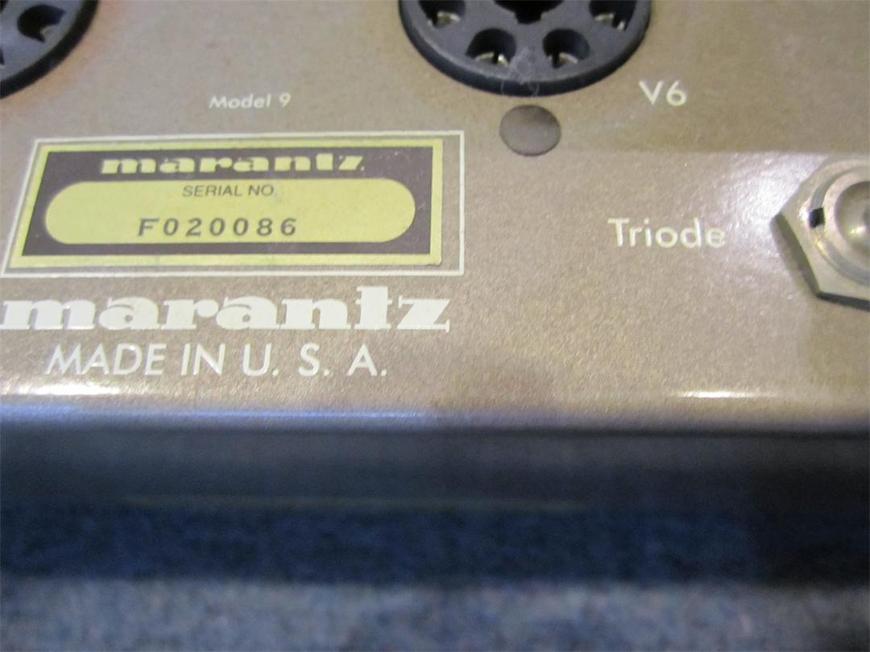 Model 9
V6
marantz
SERIAL NO.
F020086
Triode
marantz
MADE IN U. S. A.